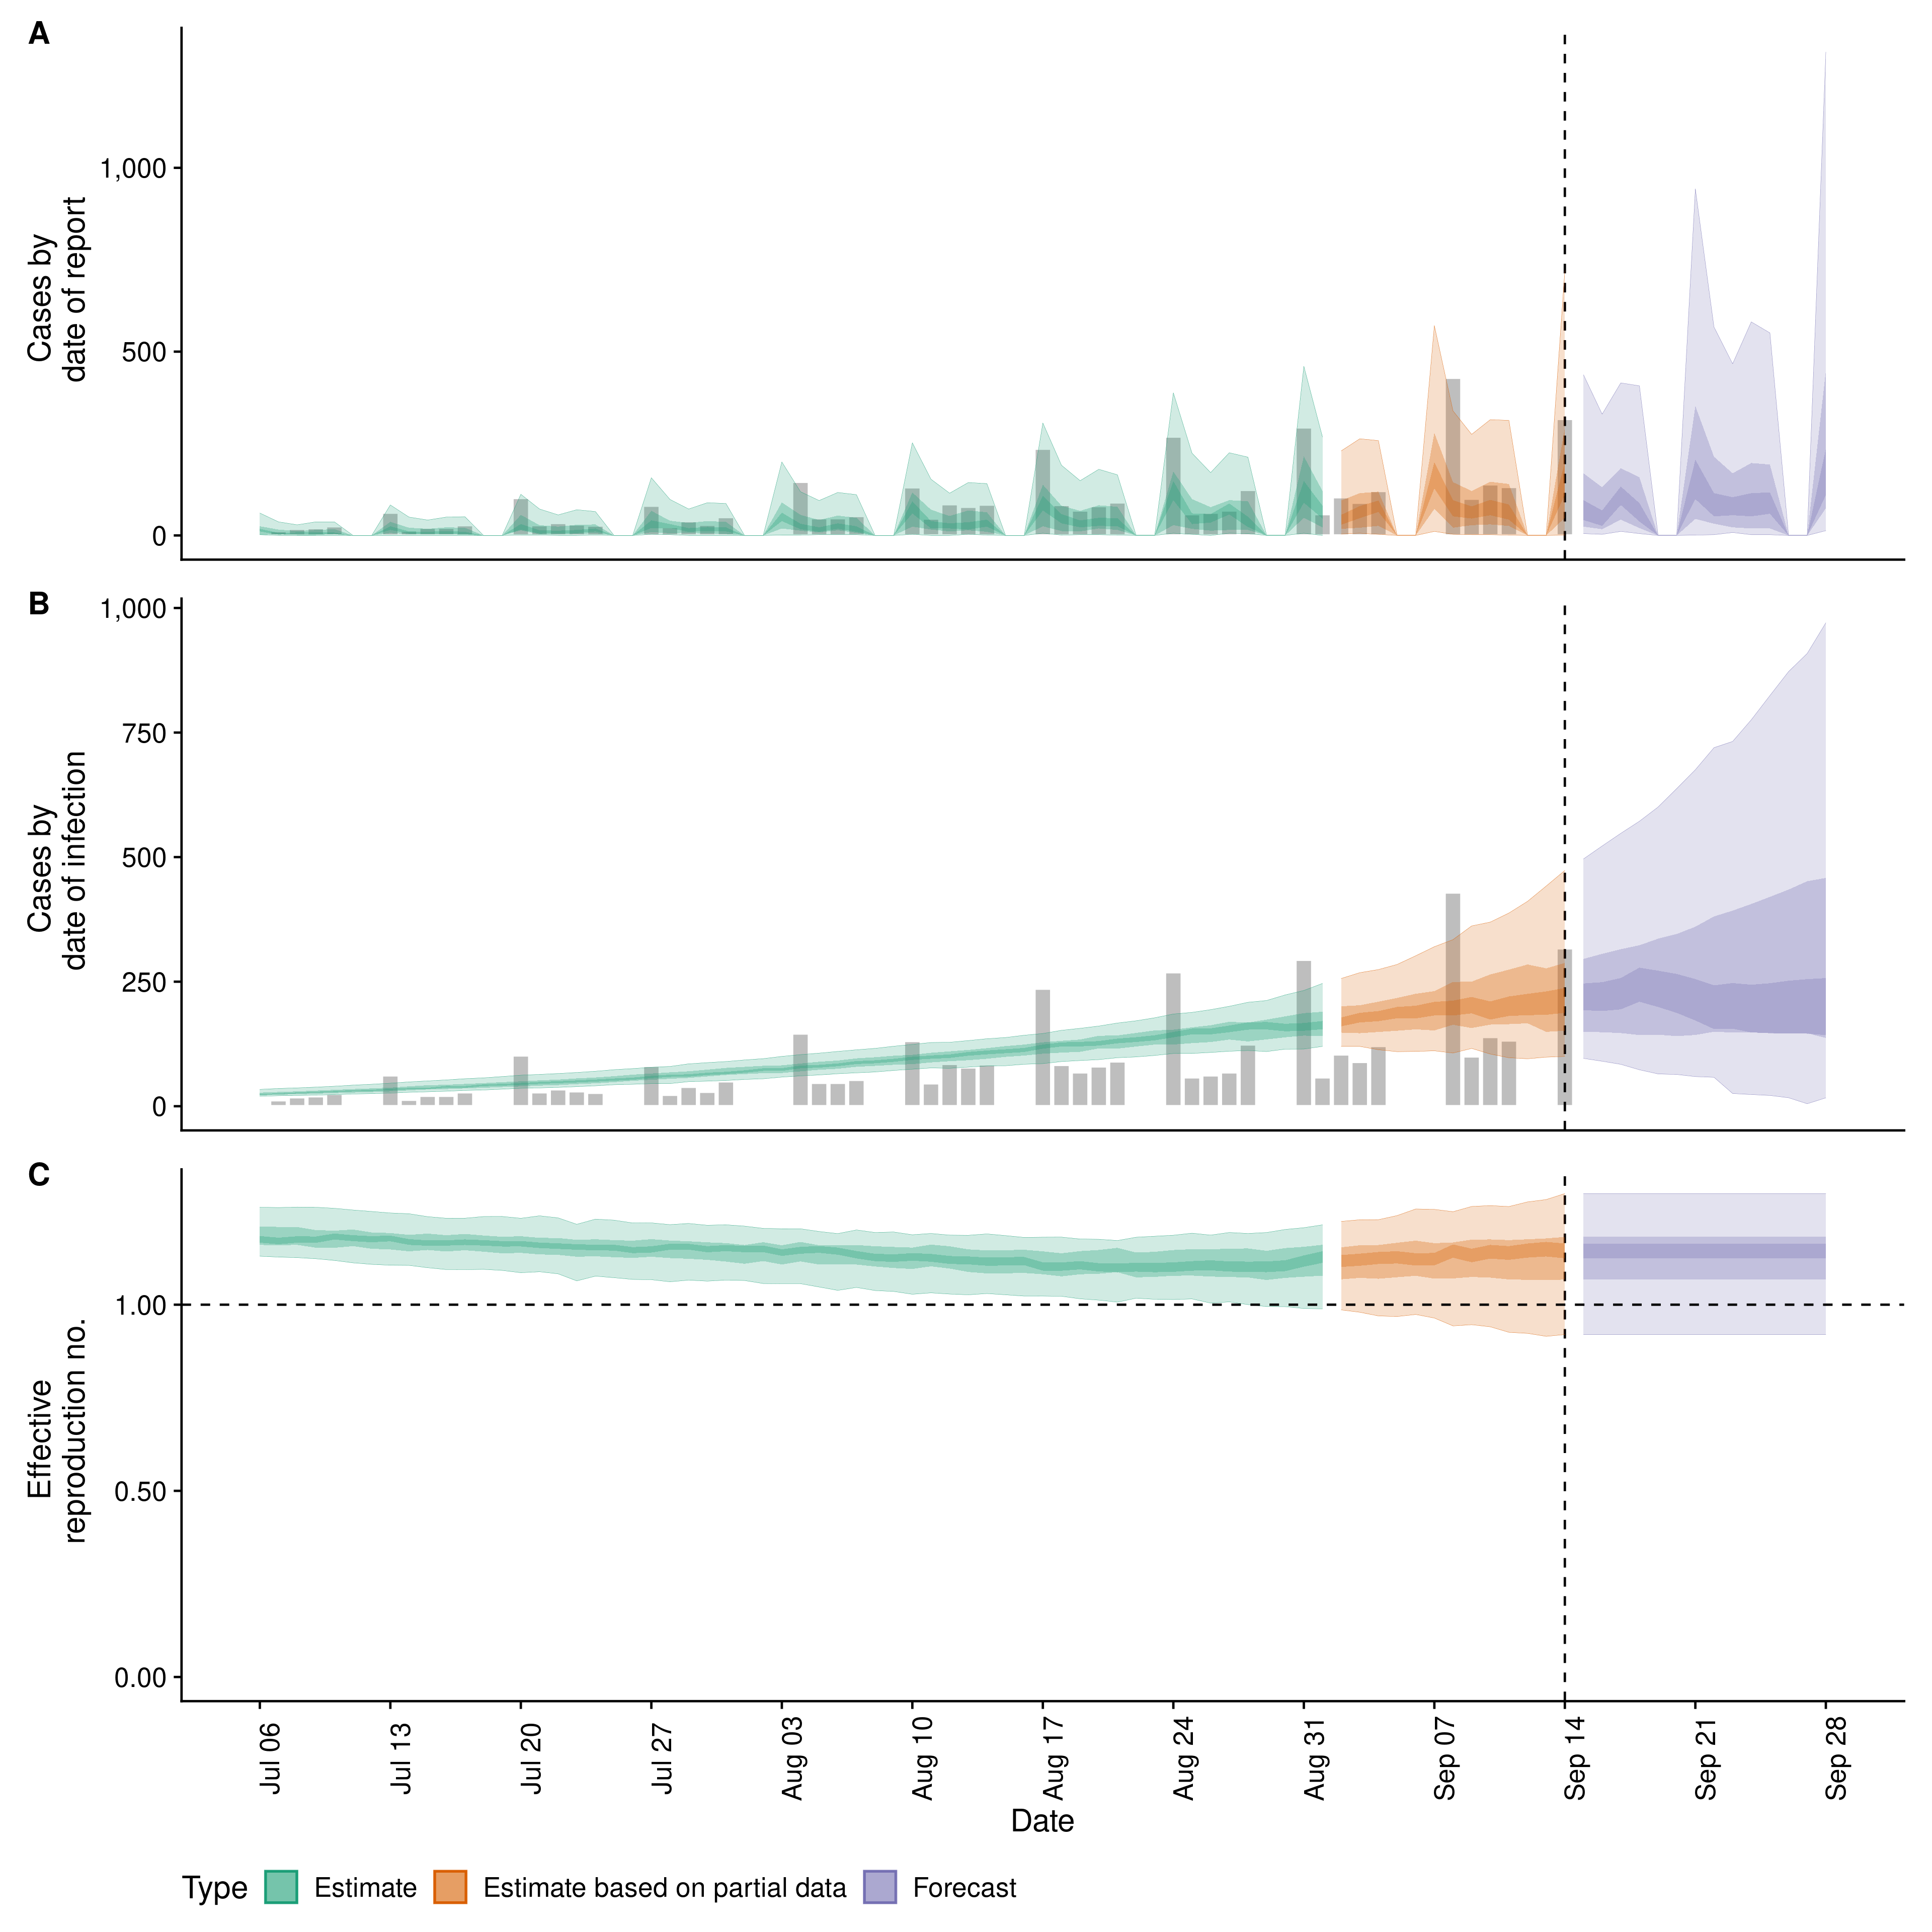 A
Cases by
date of report
1,000
500
0
B
Cases by
date of infection
1,000
750
500
250
0
C
Effective
reproduction no.
1.00
0.50
0.00
Jul 06
Jul 13
Jul 20
Jul 27
Aug 03
Aug 10
Aug 17
Aug 24
Aug 31
Sep 07
Sep 14
Sep 21
Sep 28
Date
Type Estimate Estimate based on partial data Forecast